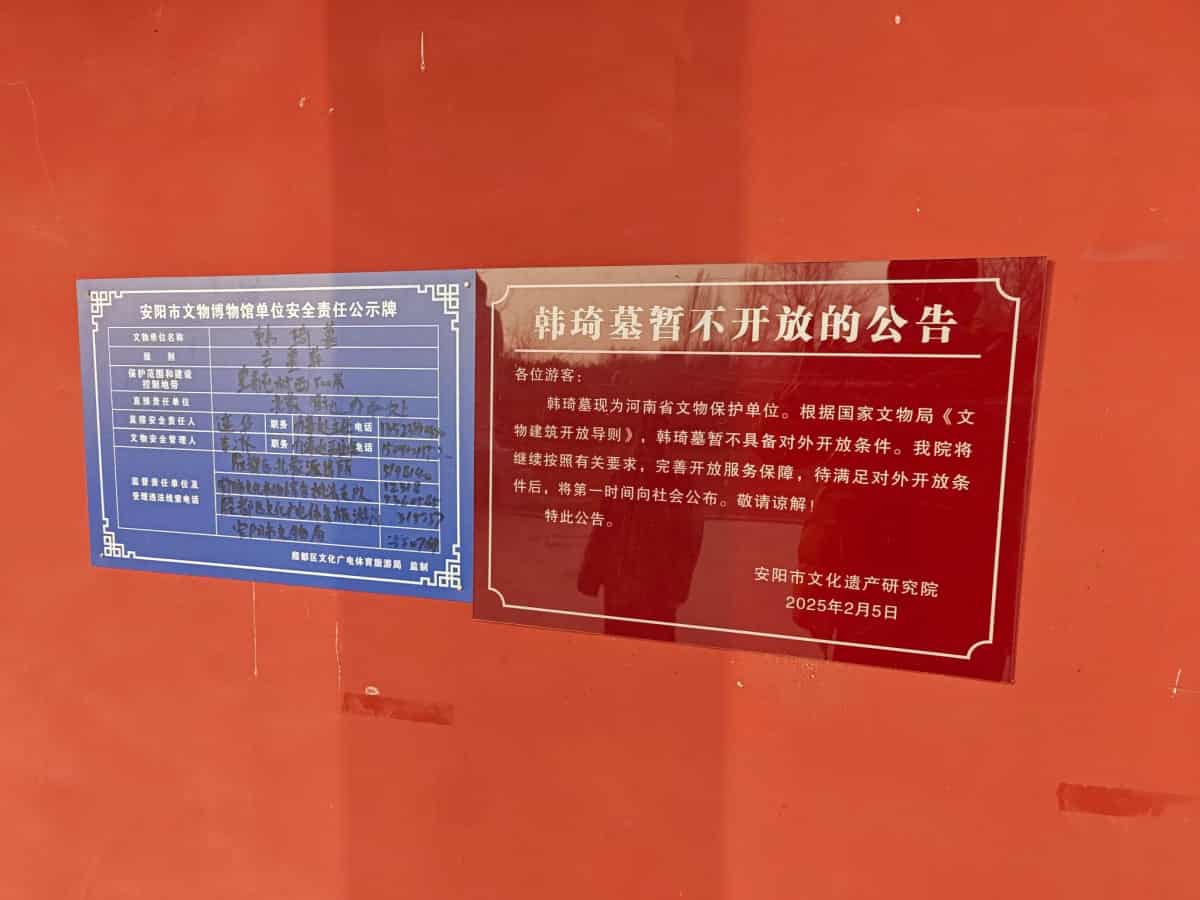 安阳市文物博物馆单位安全责任公示牌
文物单位名称 韩琦墓
级 别
保护范围和建设
控制地带
直接责任单位
直接安全责任人 职务 电话
文物安全管理人 职务 电话
监督责任单位及
受理违法线索电话
安阳市文物局
殷都区文化广电体育旅游局 监制
韩琦墓暂不开放的公告
各位游客：
韩琦墓现为河南省文物保护单位。根据国家文物局《文
物建筑开放导则》，韩琦墓暂不具备对外开放条件。我院将
继续按照有关要求，完善开放服务保障，待满足对外开放条
件后，将第一时间向社会公布。敬请谅解！
特此公告。
安阳市文化遗产研究院
2025年2月5日